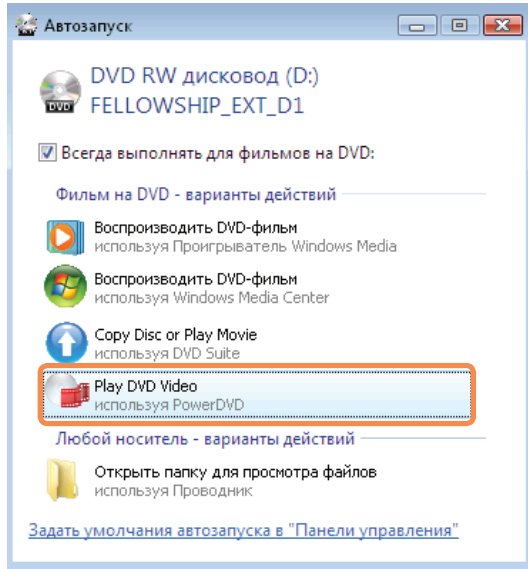 Автозапуск
DVD RW дисковод (D:)
FELLOWSHIP_EXT_D1
Всегда выполнять для фильмов на DVD:
Фильм на DVD - варианты действий
Воспроизводить DVD-фильм
используя Проигрыватель Windows Media
Воспроизводить DVD-фильм
используя Windows Media Center
Copy Disc or Play Movie
используя DVD Suite
Play DVD Video
используя PowerDVD
Любой носитель - варианты действий
Открыть папку для просмотра файлов
используя Проводник
Задать умолчания автозапуска в "Панели управления"